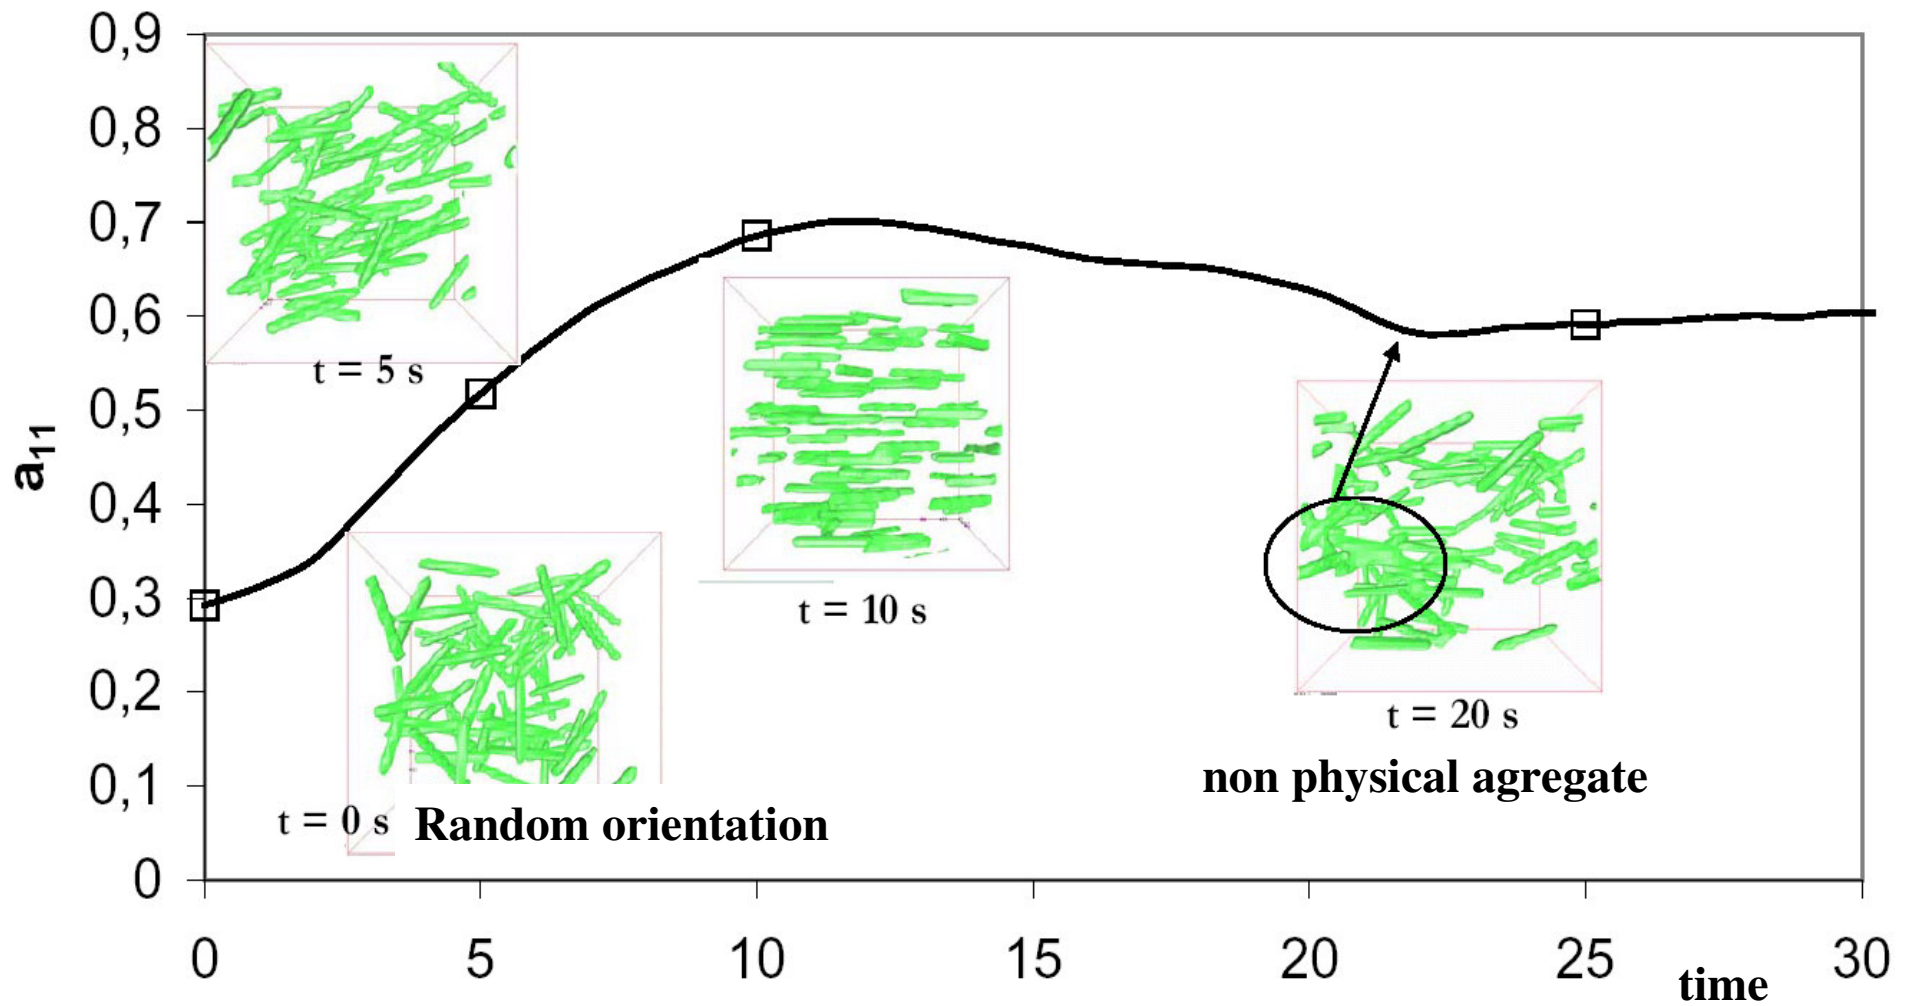 0,9
0,8
0,7
0,6
0,5
0,4
0,3
0,2
0,1
0
a11
t = 5 s
t = 10 s
t = 20 s
non physical agregate
t = 0 s Random orientation
0 5 10 15 20 25 30
time